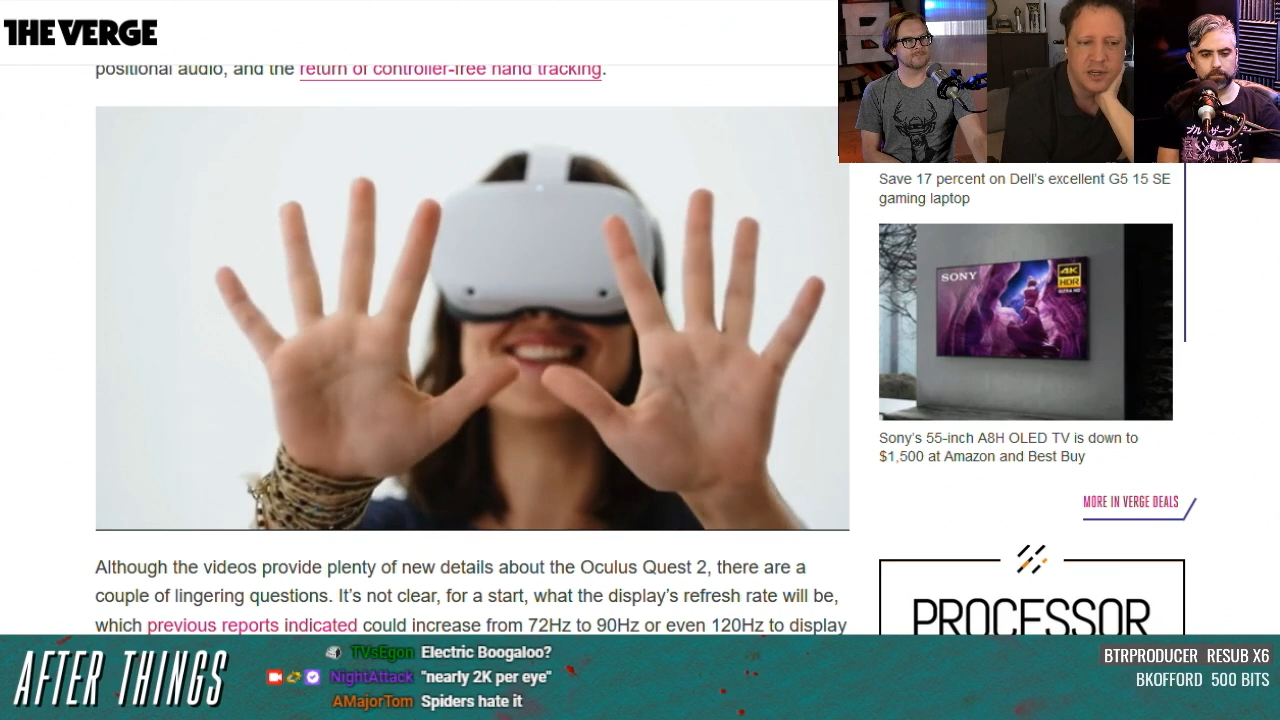 THE VERGE
positional audio, and the return of controller-free hand tracking.
Save 17 percent on Dell's excellent G5 15 SE
gaming laptop
SONY
4K
HDR
ULTRA HD
Sony's 55-inch A8H OLED TV is down to
$1,500 at Amazon and Best Buy
MORE IN VERGE DEALS
Although the videos provide plenty of new details about the Oculus Quest 2, there are a
couple of lingering questions. It's not clear, for a start, what the display's refresh rate will be,
which previous reports indicated could increase from 72Hz to 90Hz or even 120Hz to display
PROCESSOR
AFTER THINGS
TVsEgon Electric Boogaloo?
NightAttack "nearly 2K per eye"
AMajorTom Spiders hate it
BTRPRODUCER RESUB X6
BKOFFORD 500 BITS